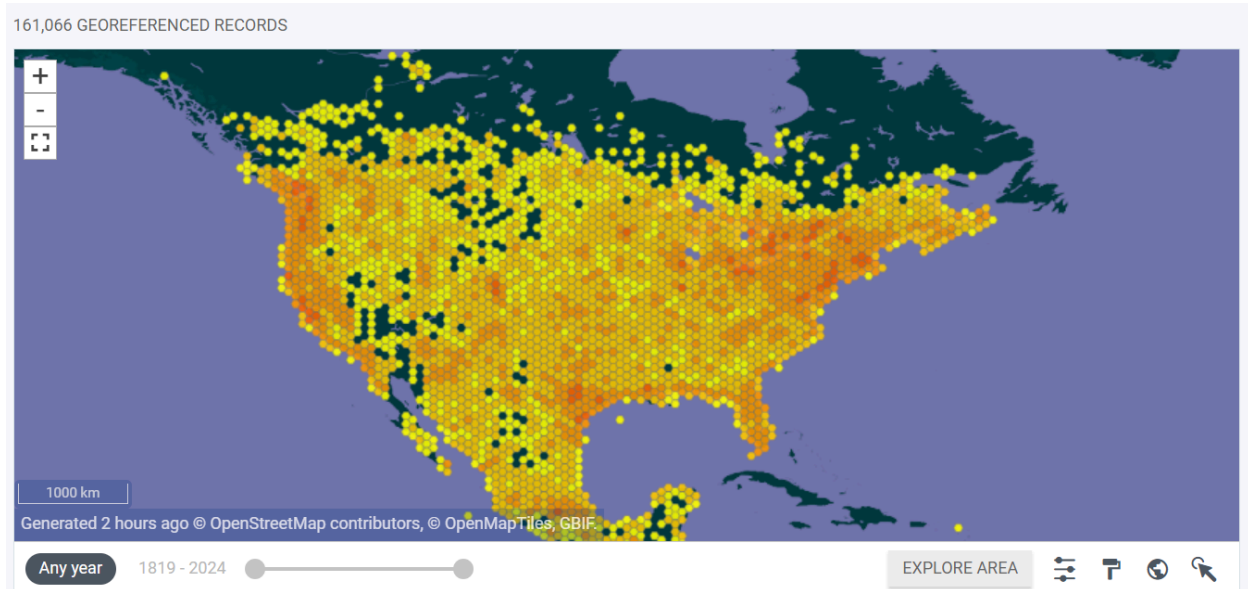 161,066 GEOREFERENCED RECORDS
+
-
1000 km
Generated 2 hours ago © OpenStreetMap contributors, © OpenMapTiles, GBIF.
Any year 1819 - 2024 EXPLORE AREA